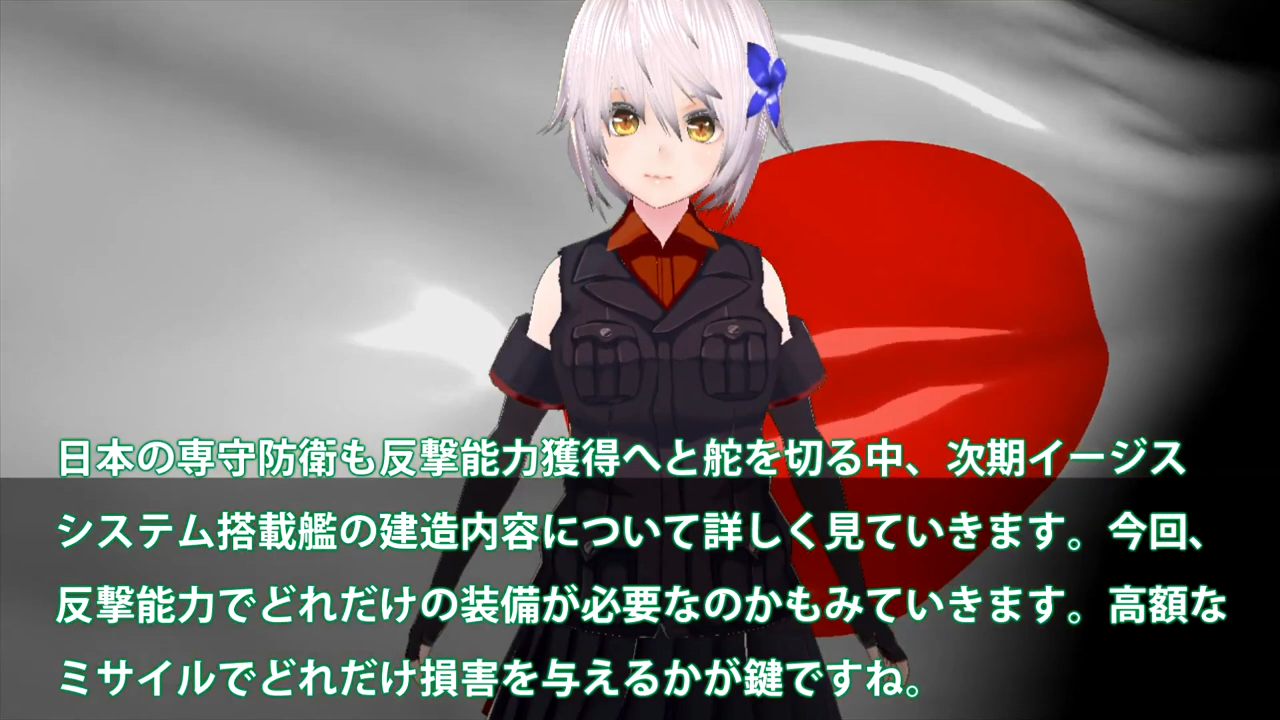 日本の専守防衛も反撃能力獲得へと舵を切る中、次期イージス
システム搭載艦の建造内容について詳しく見ていきます。今回、
反撃能力でどれだけの装備が必要なのかもみていきます。高額な
ミサイルでどれだけ損害を与えるかが鍵ですね。